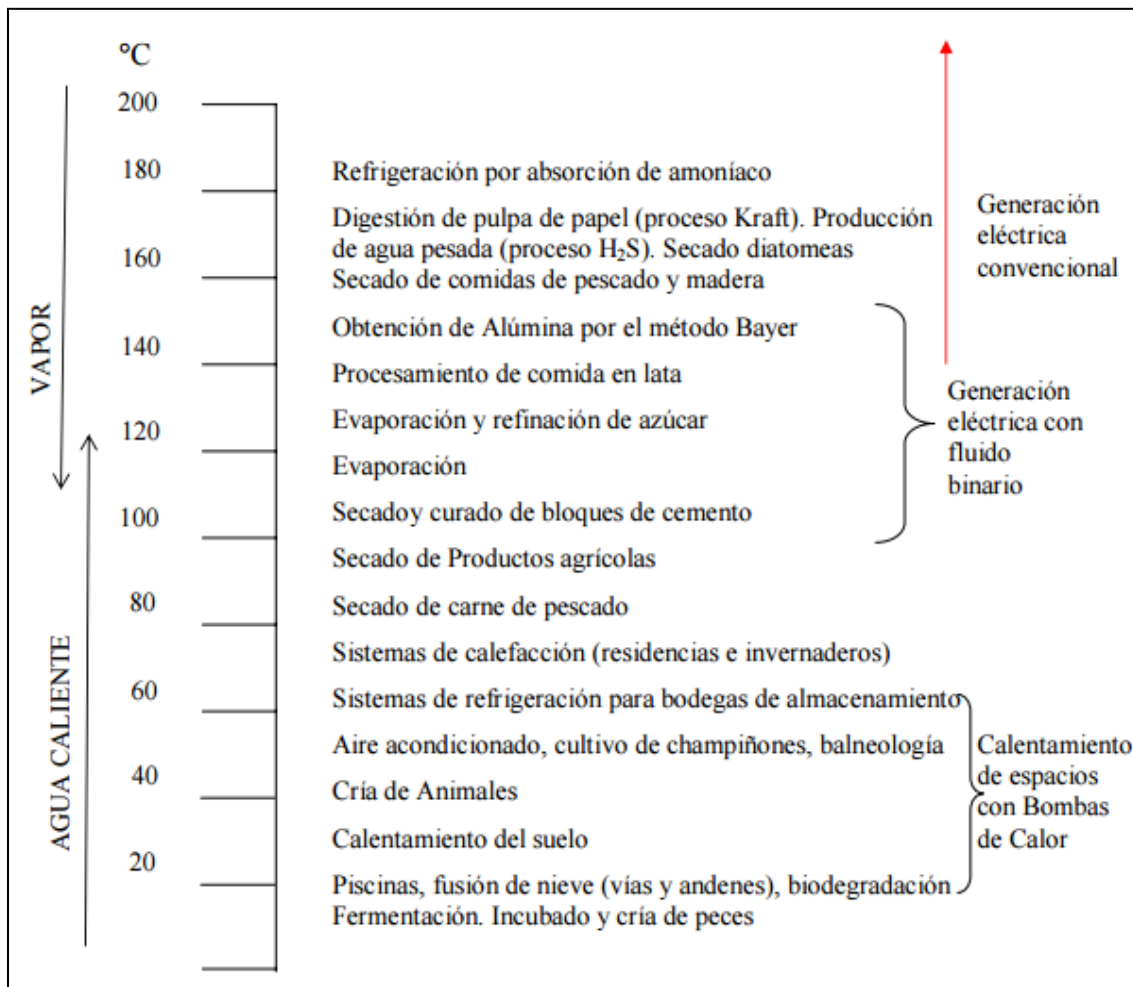 °C
200
180
160
140
120
100
80
60
40
20
VAPOR
AGUA CALIENTE
Refrigeración por absorción de amoníaco
Digestión de pulpa de papel (proceso Kraft). Producción
de agua pesada (proceso H₂S). Secado diatomeas
Secado de comidas de pescado y madera
Obtención de Alúmina por el método Bayer
Procesamiento de comida en lata
Evaporación y refinación de azúcar
Evaporación
Secadoy curado de bloques de cemento
Secado de Productos agrícolas
Secado de carne de pescado
Sistemas de calefacción (residencias e invernaderos)
Sistemas de refrigeración para bodegas de almacenamiento
Aire acondicionado, cultivo de champiñones, balneología
Cría de Animales
Calentamiento del suelo
Piscinas, fusión de nieve (vías y andenes), biodegradación
Fermentación. Incubado y cría de peces
Generación
eléctrica
convencional
Generación
eléctrica con
fluido
binario
Calentamiento
de espacios
con Bombas
de Calor